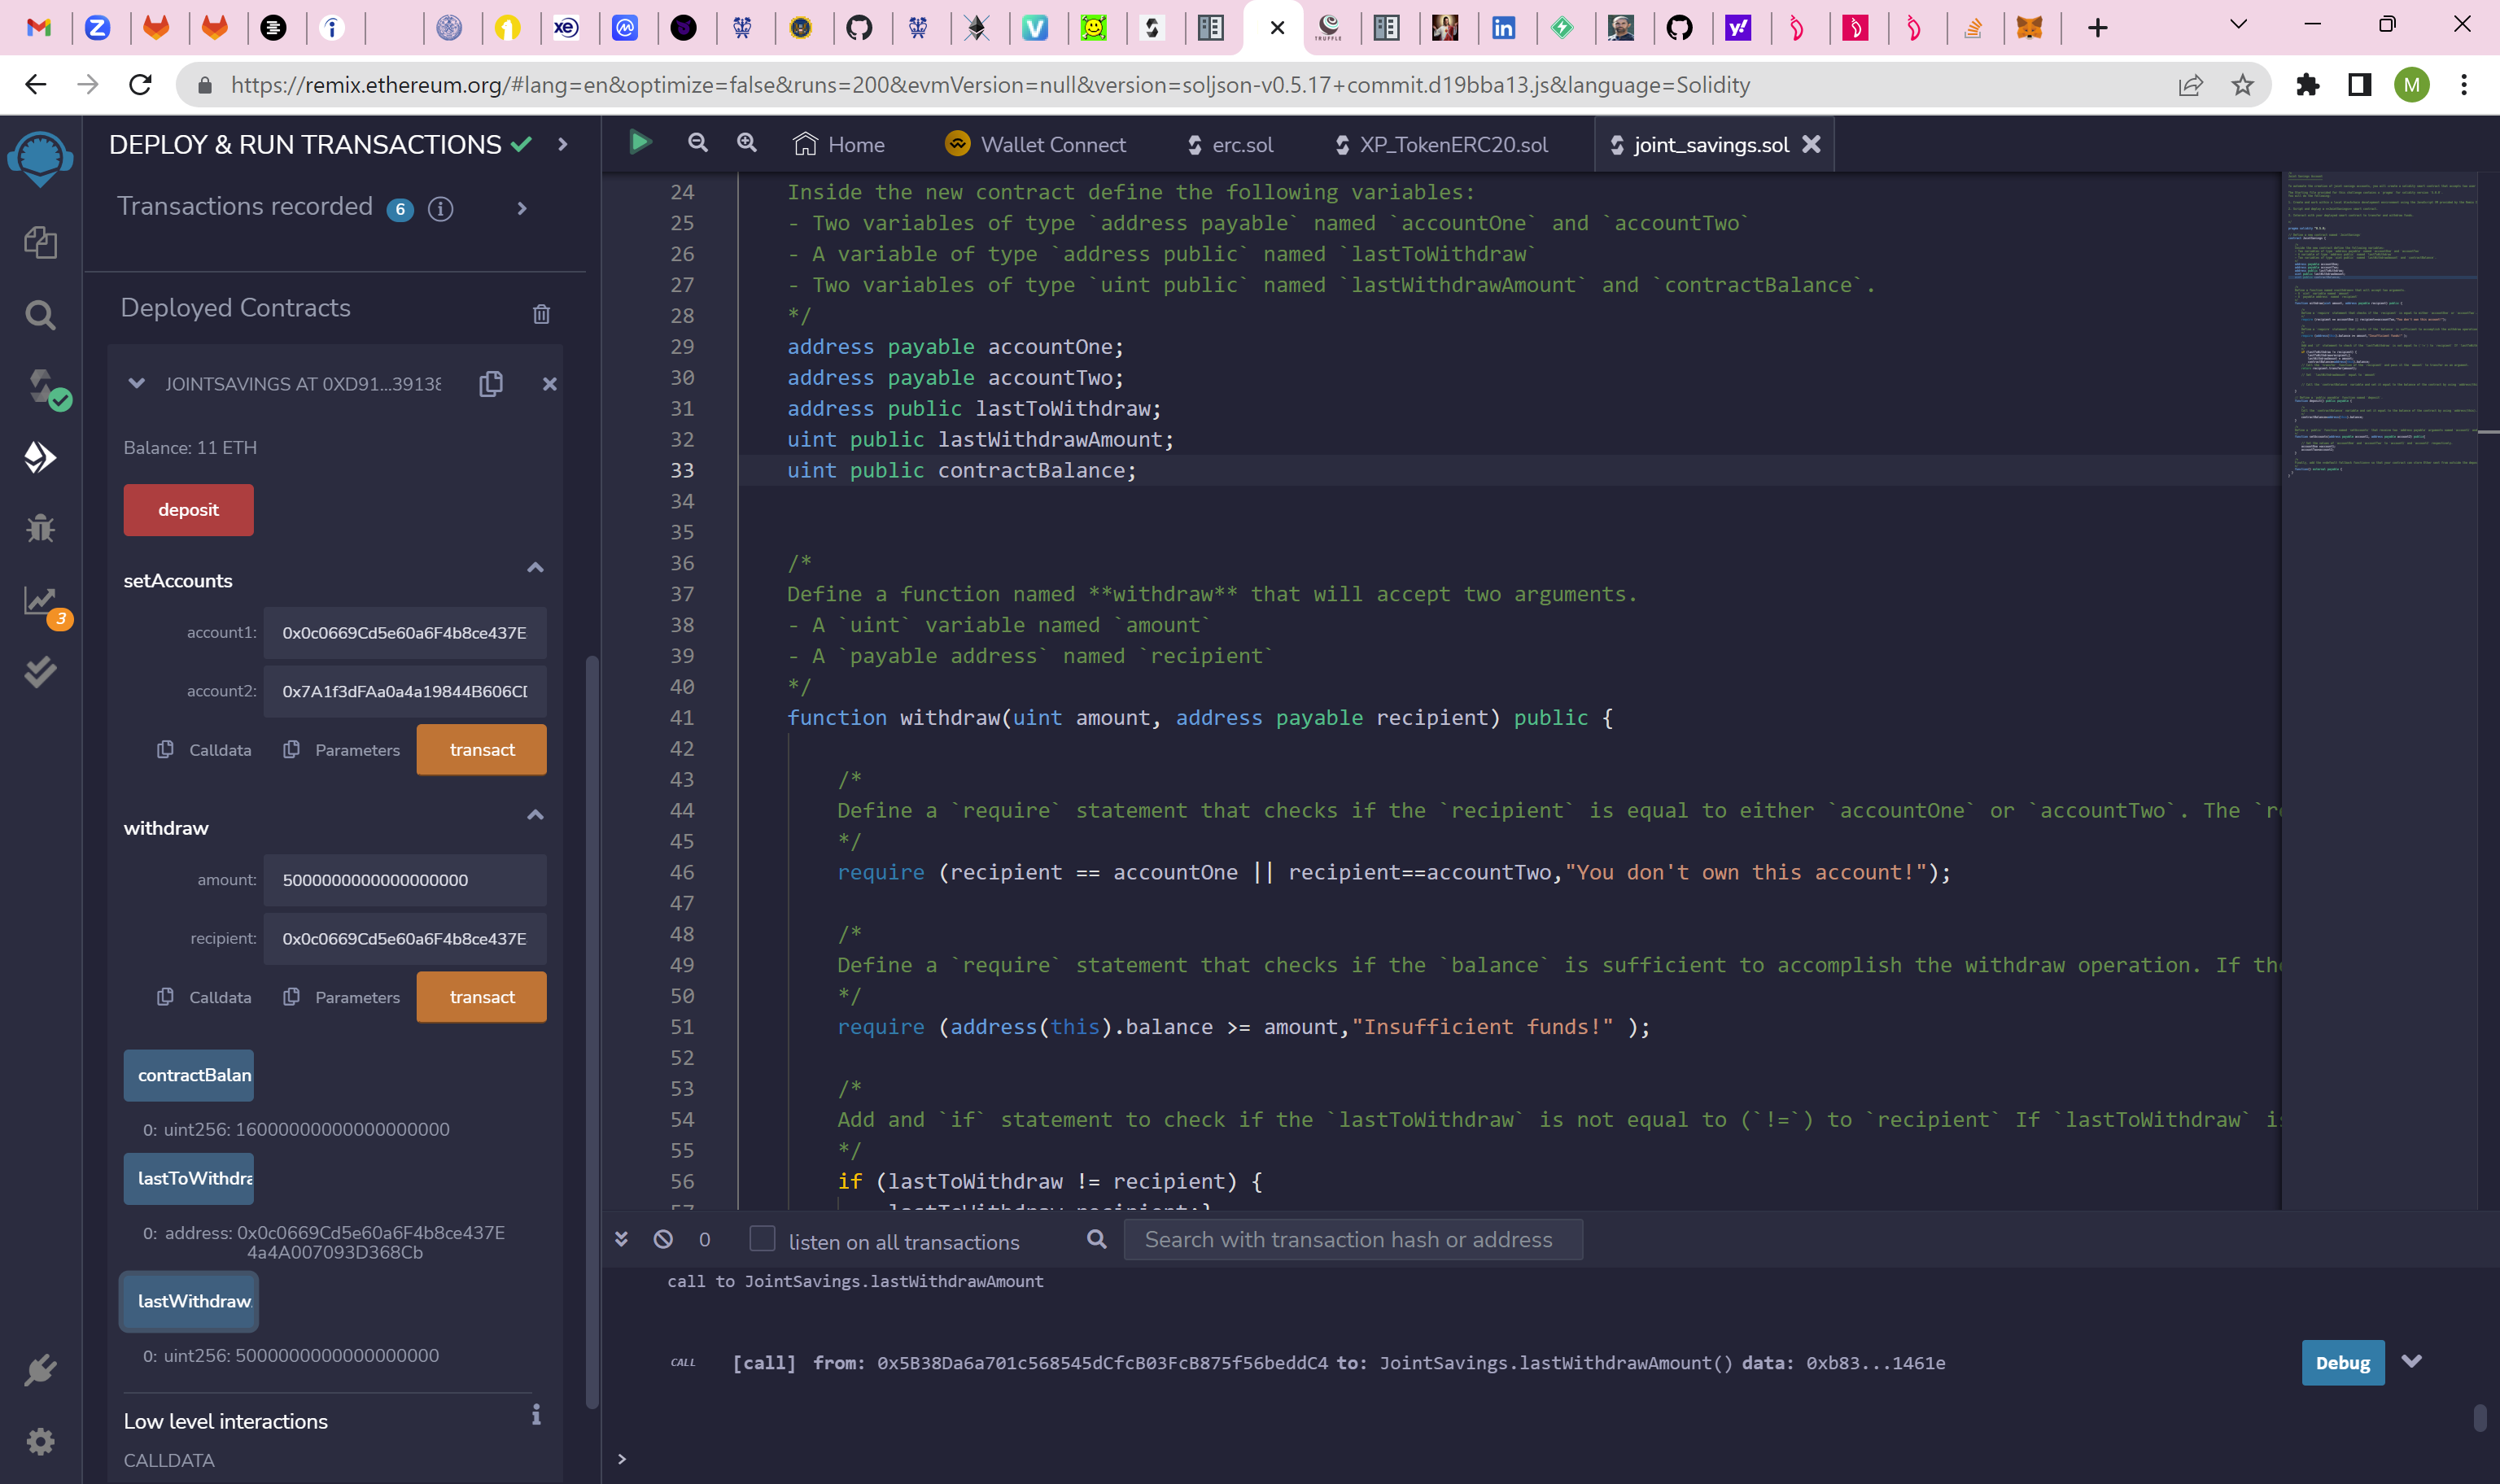 https://remix.ethereum.org/#lang=en&optimize=false&runs=200&evmVersion=null&version=soljson-v0.5.17+commit.d19bba13.js&language=Solidity
M
DEPLOY & RUN TRANSACTIONS
Transactions recorded 6
Deployed Contracts
JOINTSAVINGS AT 0XD91...39138
Balance: 11 ETH
deposit
setAccounts
account1: 0x0c0669Cd5e60a6F4b8ce437E
account2: 0x7A1f3dFAa0a4a19844B606CD
Calldata Parameters transact
withdraw
amount: 5000000000000000000
recipient: 0x0c0669Cd5e60a6F4b8ce437E
Calldata Parameters transact
contractBalan
0: uint256: 16000000000000000000
lastToWithdra
0: address: 0x0c0669Cd5e60a6F4b8ce437E
4a4A007093D368Cb
lastWithdraw
0: uint256: 5000000000000000000
Low level interactions
CALLDATA
3
Home Wallet Connect erc.sol XP_TokenERC20.sol joint_savings.sol
24 Inside the new contract define the following variables:
25 - Two variables of type `address payable` named `accountOne` and `accountTwo`
26 - A variable of type `address public` named `lastToWithdraw`
27 - Two variables of type `uint public` named `lastWithdrawAmount` and `contractBalance`.
28 */
29 address payable accountOne;
30 address payable accountTwo;
31 address public lastToWithdraw;
32 uint public lastWithdrawAmount;
33 uint public contractBalance;
34
35
36 /*
37 Define a function named **withdraw** that will accept two arguments.
38 - A `uint` variable named `amount`
39 - A `payable address` named `recipient`
40 */
41 function withdraw(uint amount, address payable recipient) public {
42
43 /*
44 Define a `require` statement that checks if the `recipient` is equal to either `accountOne` or `accountTwo`. The `r
45 */
46 require (recipient == accountOne || recipient==accountTwo,"You don't own this account!");
47
48 /*
49 Define a `require` statement that checks if the `balance` is sufficient to accomplish the withdraw operation. If th
50 */
51 require (address(this).balance >= amount,"Insufficient funds!" );
52
53 /*
54 Add and `if` statement to check if the `lastToWithdraw` is not equal to (`!=`) to `recipient` If `lastToWithdraw` i
55 */
56 if (lastToWithdraw != recipient) {
0 listen on all transactions Search with transaction hash or address
call to JointSavings.lastWithdrawAmount
CALL [call] from: 0x5B38Da6a701c568545dCfcB03FcB875f56beddC4 to: JointSavings.lastWithdrawAmount() data: 0xb83...1461e
Debug
>